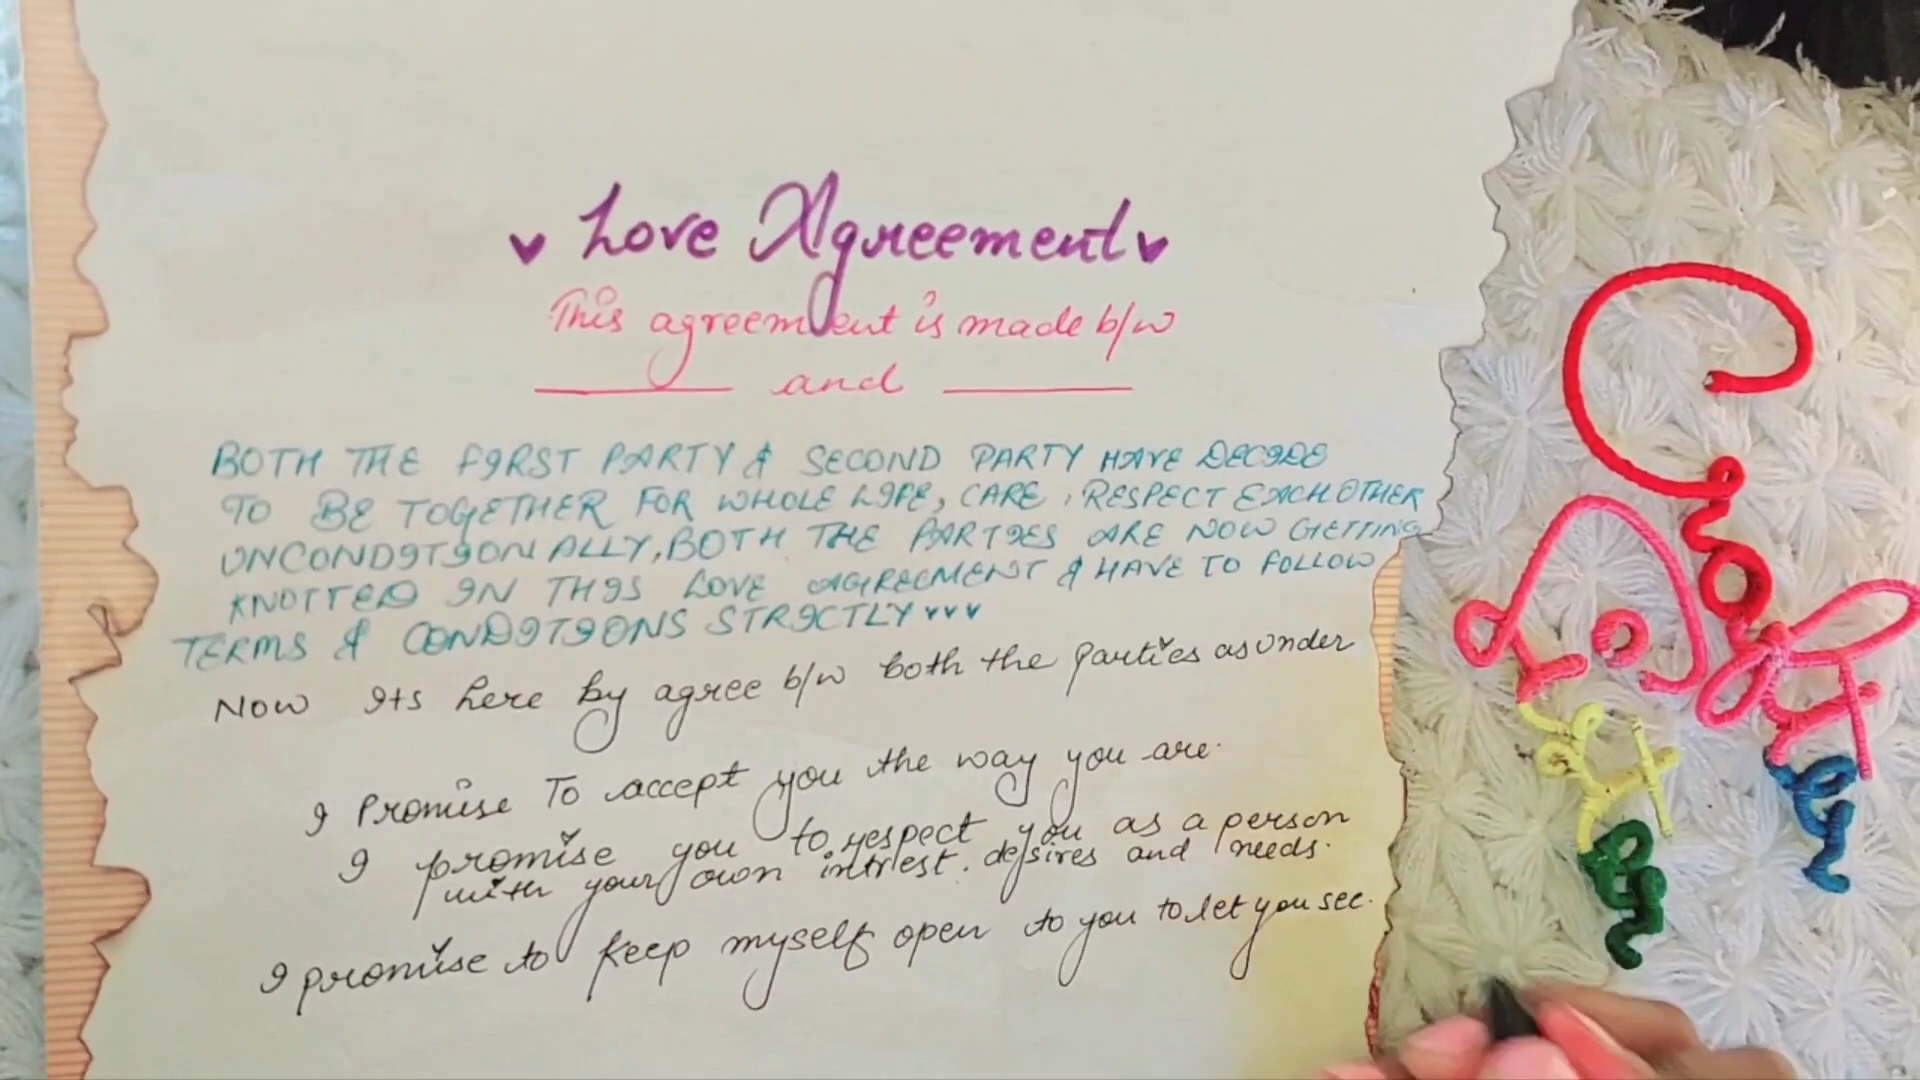 Love Agreement
This agreement is made b/w
and
BOTH THE FIRST PARTY & SECOND PARTY HAVE DECIDE
TO BE TOGETHER FOR WHOLE LIFE, CARE, RESPECT EACH OTHER
UNCONDITIONALLY, BOTH THE PARTIES ARE NOW GETTING
KNOTTED IN THIS LOVE AGREEMENT & HAVE TO FOLLOW
TERMS & CONDITIONS STRICTLY
Now its here by agree b/w both the parties as under
I Promise To accept you the way you are.
I promise you to respect you as a person
with your own intrest. desires and needs.
I promise to keep myself open to you to let you see.